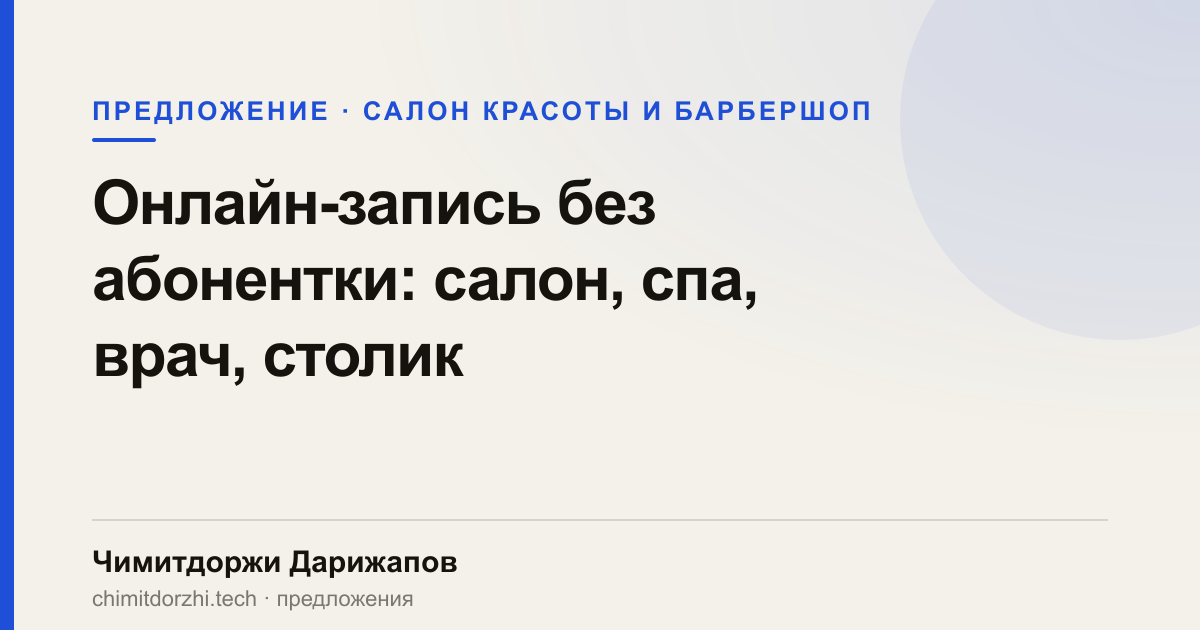 ПРЕДЛОЖЕНИЕ · САЛОН КРАСОТЫ И БАРБЕРШОП
Онлайн-запись без
абонентки: салон, спа,
врач, столик
Чимитдоржи Дарижапов
chimitdorzhi.tech · предложения